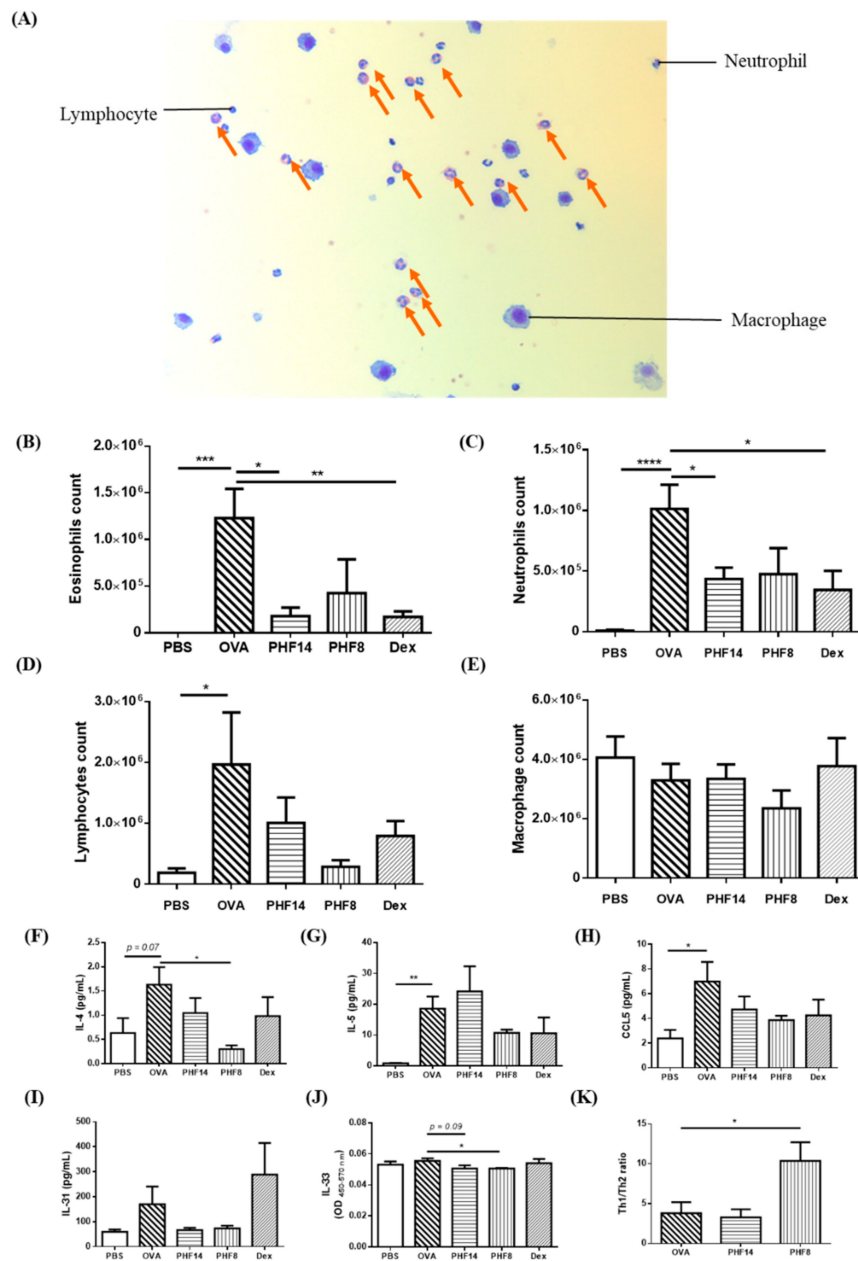 (A)
Neutrophil
Lymphocyte
Macrophage
(B)
Eosinophils count
2.0×10⁶
1.5×10⁶
1.0×10⁶
5.0×10⁵
0
***
*
**
PBS OVA PHF14 PHF8 Dex
(C)
Neutrophils count
1.5×10⁶
1.0×10⁶
5.0×10⁵
0
****
*
*
PBS OVA PHF14 PHF8 Dex
(D)
Lymphocytes count
3.0×10⁶
2.0×10⁶
1.0×10⁶
0
*
PBS OVA PHF14 PHF8 Dex
(E)
Macrophage count
6.0×10⁶
4.0×10⁶
2.0×10⁶
0
PBS OVA PHF14 PHF8 Dex
(F)
IL-4 (pg/mL)
2.5
2.0
1.5
1.0
0.5
0.0
p = 0.07
*
PBS OVA PHF14 PHF8 Dex
(G)
IL-5 (pg/mL)
40
30
20
10
0
**
PBS OVA PHF14 PHF8 Dex
(H)
CCL5 (pg/mL)
10
8
6
4
2
0
*
PBS OVA PHF14 PHF8 Dex
(I)
IL-31 (pg/mL)
500
400
300
200
100
0
PBS OVA PHF14 PHF8 Dex
(J)
IL-33
(OD 450-570 nm)
0.08
0.06
0.04
0.02
0.00
p = 0.09
*
PBS OVA PHF14 PHF8 Dex
(K)
Th1/Th2 ratio
15
10
5
0
*
OVA PHF14 PHF8